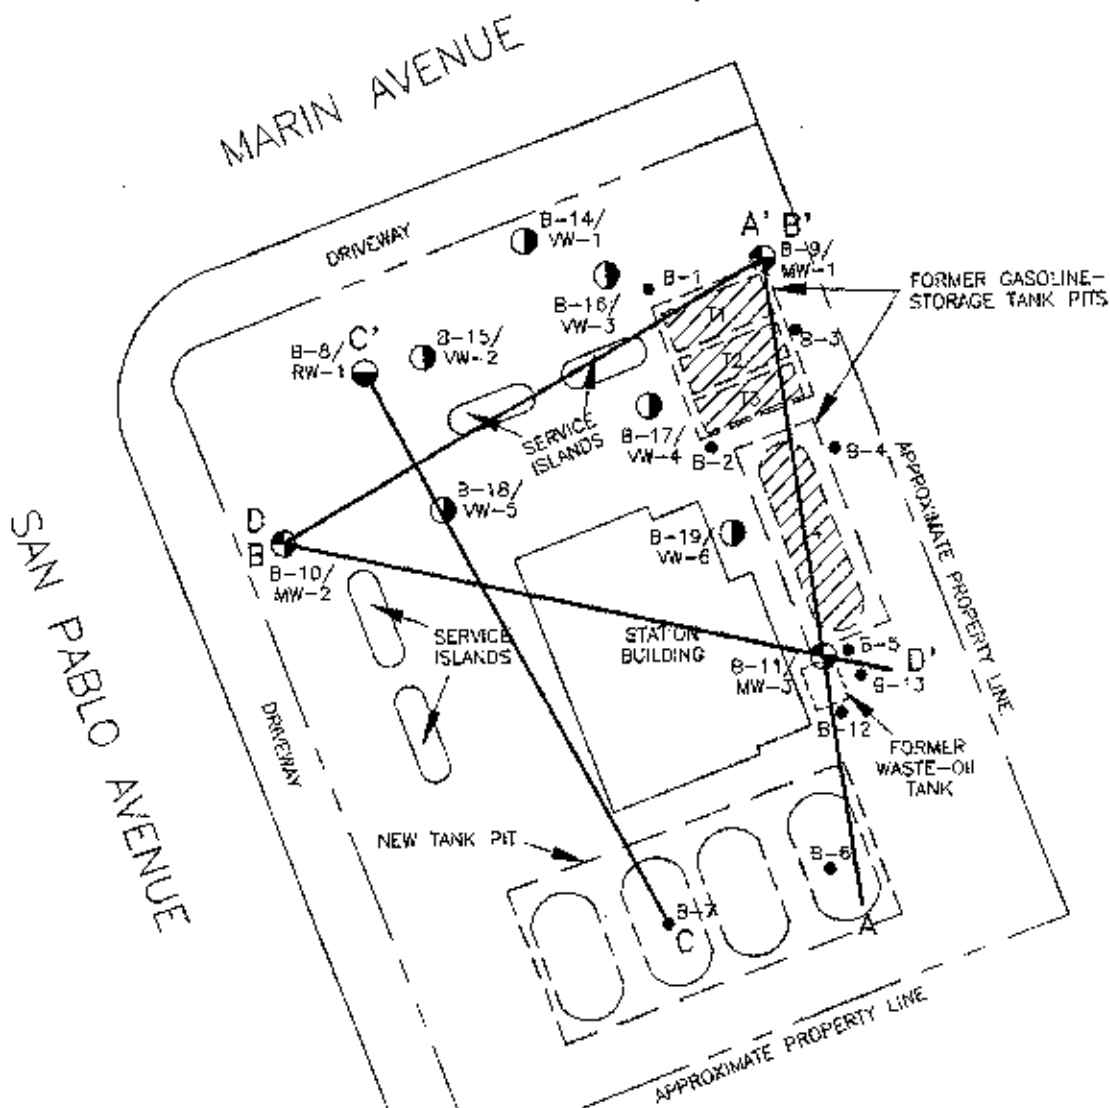 MARIN AVENUE
DRIVEWAY
B-14/
VW-1
A' B'
B-9/
MW-1
B-1
FORMER GASOLINE-
STORAGE TANK PITS
B-16/
VW-3
T1
B-3
C'
B-15/
VW-2
B-8/
RW-1
T2
T3
SERVICE
ISLANDS
B-17/
VW-4
B-2
B-4
APPROXIMATE PROPERTY LINE
B-18/
VW-5
D
B
B-10/
MW-2
B-19/
VW-6
SAN PABLO AVENUE
SERVICE
ISLANDS
STATION
BUILDING
B-11/
MW-3
B-5
D'
B-13
B-12
DRIVEWAY
FORMER
WASTE-OIL
TANK
NEW TANK PIT
B-6
B-7
C
A
APPROXIMATE PROPERTY LINE